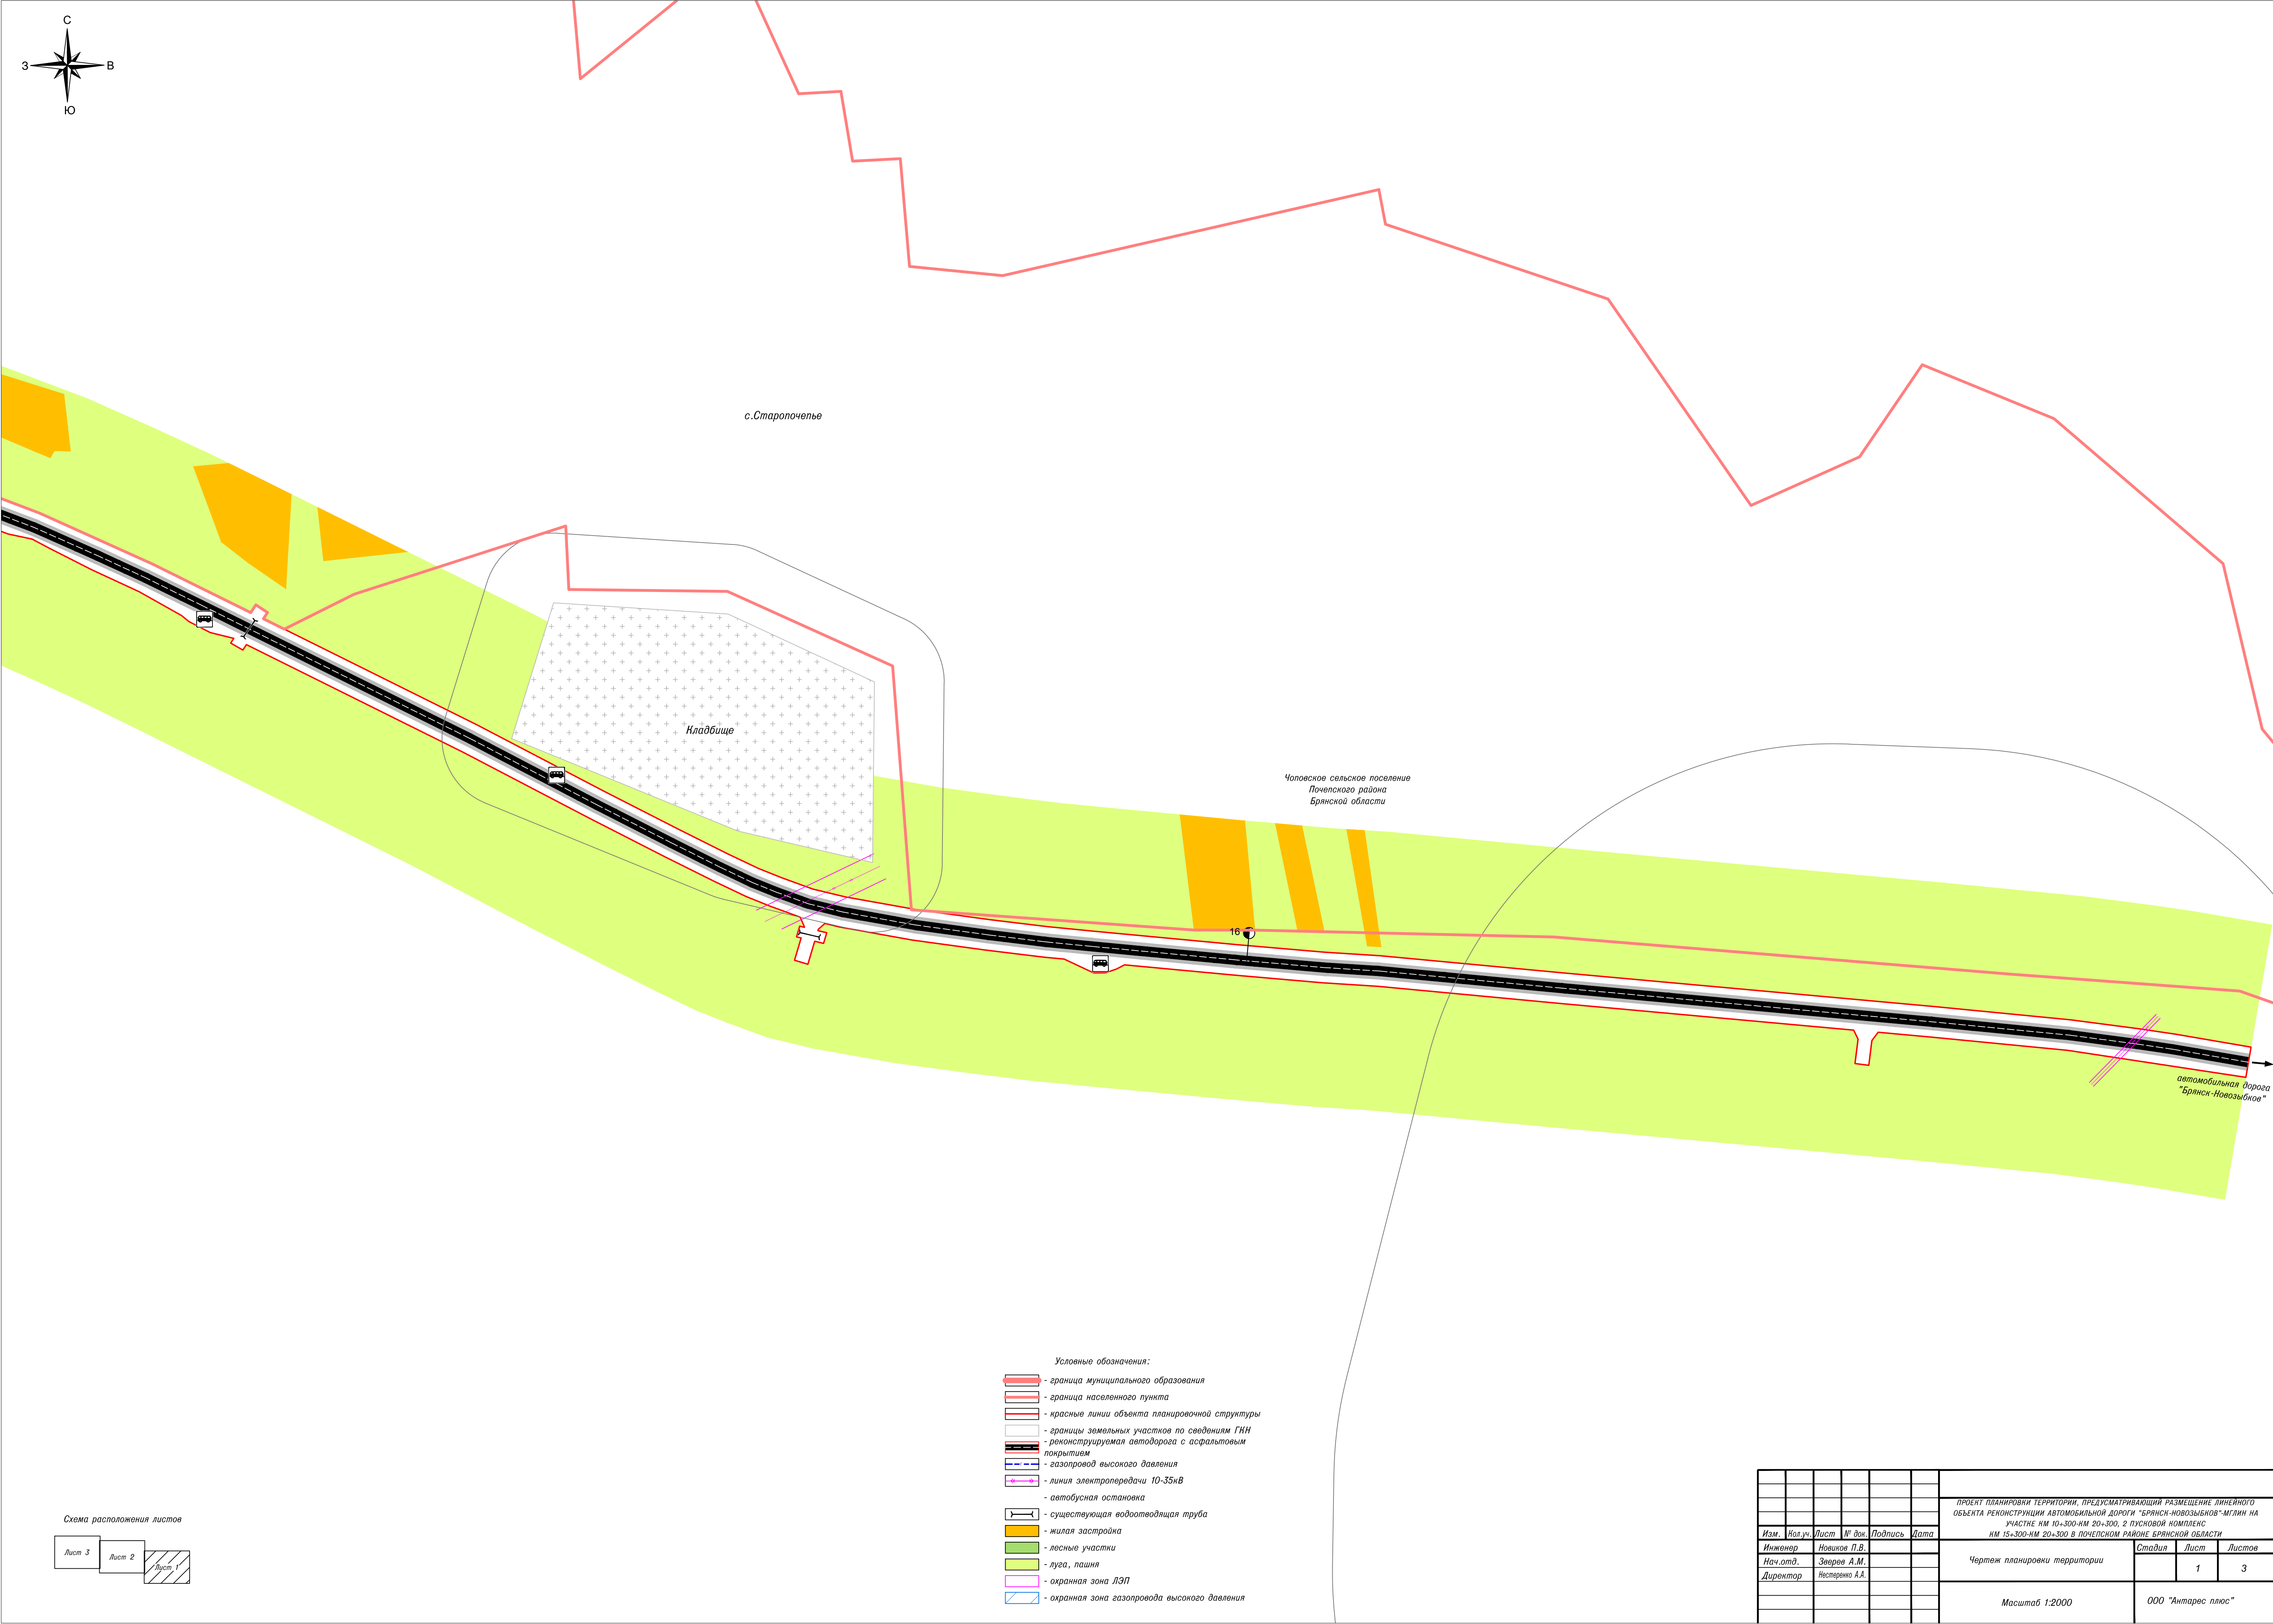 С
З
В
Ю
с.Старопочепье
Кладбище
Чоповское сельское поселение
Почепского района
Брянской области
16
автомобильная дорога
"Брянск-Новозыбков"
Условные обозначения:
- граница муниципального образования
- граница населенного пункта
- красные линии объекта планировочной структуры
- границы земельных участков по сведениям ГКН
- реконструируемая автодорога с асфальтовым
покрытием
- газопровод высокого давления
- линия электропередачи 10-35кВ
- автобусная остановка
- существующая водоотводящая труба
- жилая застройка
- лесные участки
- луга, пашня
- охранная зона ЛЭП
- охранная зона газопровода высокого давления
Схема расположения листов
Лист 3
Лист 2
Лист 1
ПРОЕКТ ПЛАНИРОВКИ ТЕРРИТОРИИ, ПРЕДУСМАТРИВАЮЩИЙ РАЗМЕЩЕНИЕ ЛИНЕЙНОГО
ОБЪЕКТА РЕКОНСТРУКЦИИ АВТОМОБИЛЬНОЙ ДОРОГИ "БРЯНСК-НОВОЗЫБКОВ"-МГЛИН НА
УЧАСТКЕ КМ 10+300-КМ 20+300, 2 ПУСКОВОЙ КОМПЛЕКС
КМ 15+300-КМ 20+300 В ПОЧЕПСКОМ РАЙОНЕ БРЯНСКОЙ ОБЛАСТИ
Изм. Кол.уч. Лист № док. Подпись Дата
Инженер Новиков П.В.
Нач.отд. Зверев А.М.
Директор Нестеренко А.А.
Чертеж планировки территории
Стадия Лист Листов
1 3
Масштаб 1:2000
ООО "Антарес плюс"